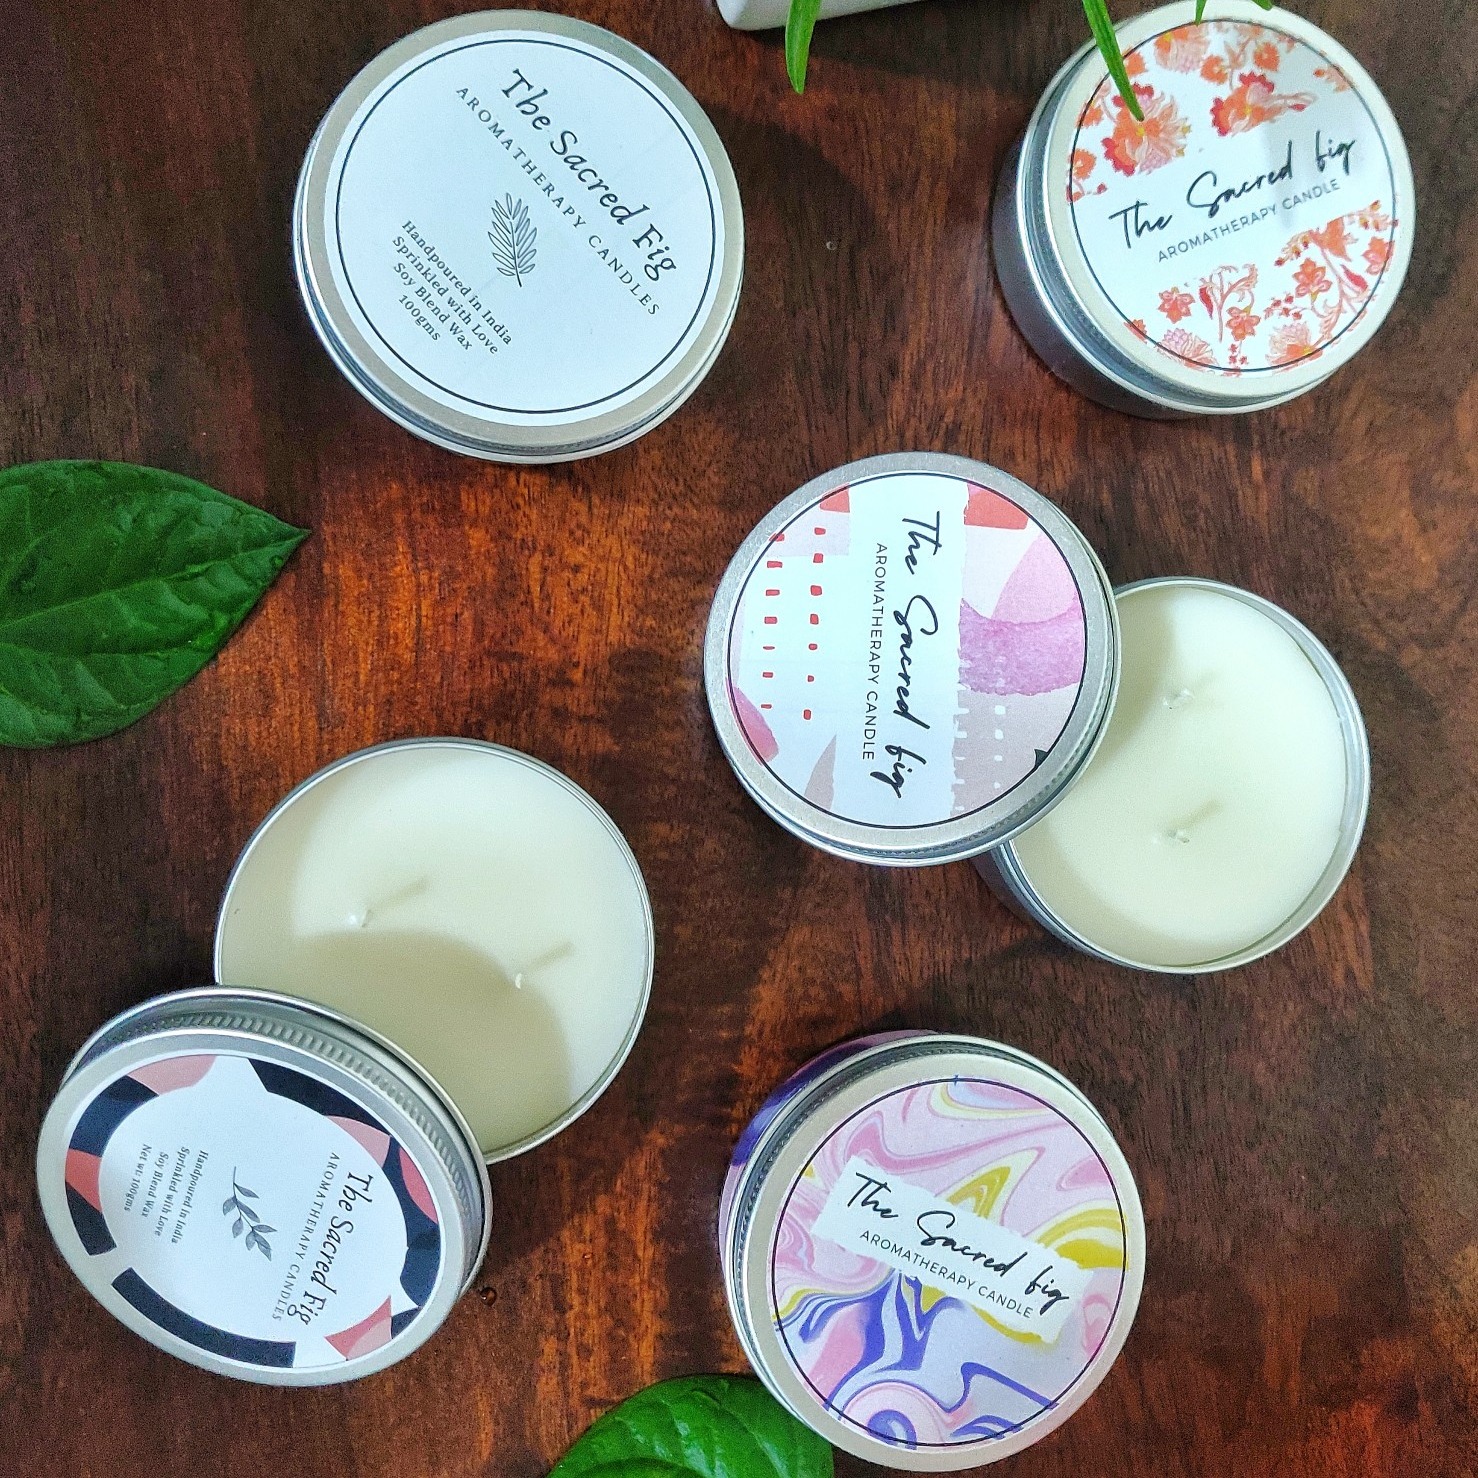 The Sacred Fig
AROMATHERAPY CANDLES
Handpoured in India
Sprinkled with Love
Soy Blend Wax
100gms
The Sacred fig
AROMATHERAPY CANDLE
The Sacred fig
AROMATHERAPY CANDLE
The Sacred Fig
AROMATHERAPY CANDLES
Handpoured in India
Sprinkled with Love
Soy Blend Wax
Net wt: 100gms
The Sacred fig
AROMATHERAPY CANDLE